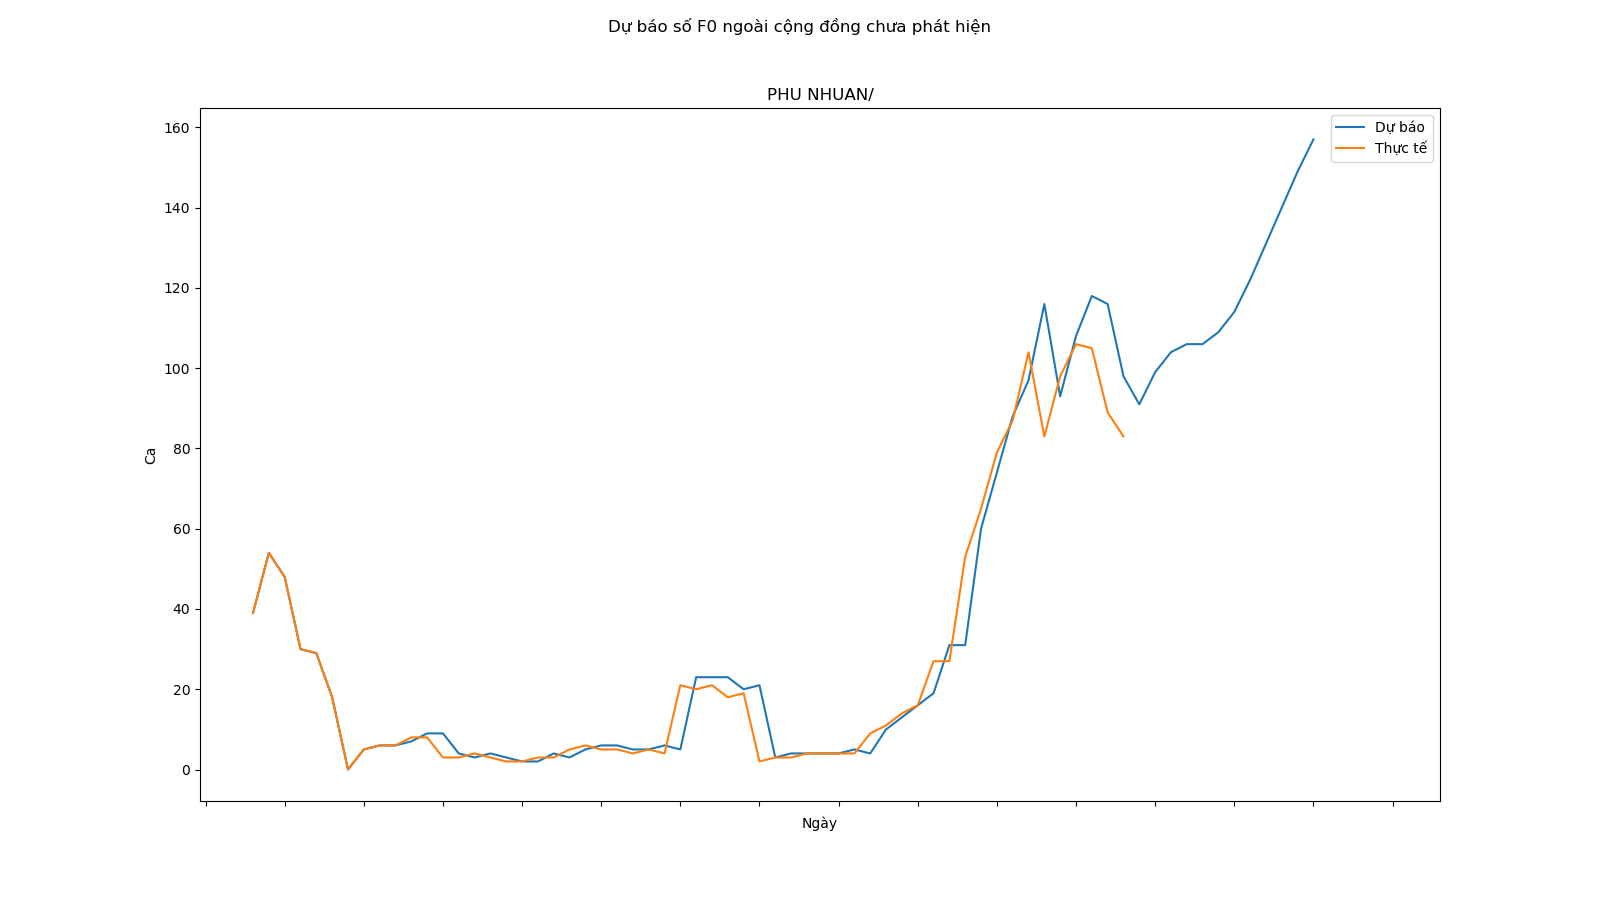 Dự báo số F0 ngoài cộng đồng chưa phát hiện
PHU NHUAN/
Dự báo
Thực tế
160
140
120
100
80
60
40
20
0
Ca
Ngày